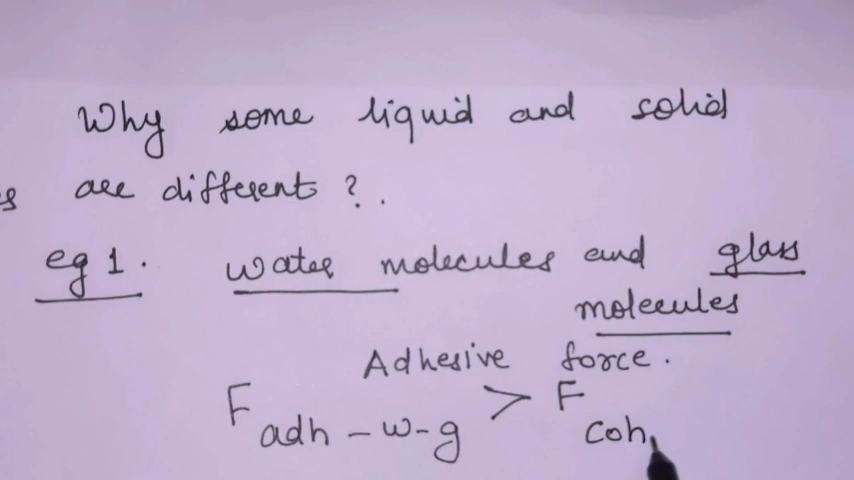 Why some liquid and solid
s are different ?.
eg 1. water molecules and glass
molecules
Adhesive force.
F adh - w - g > F coh